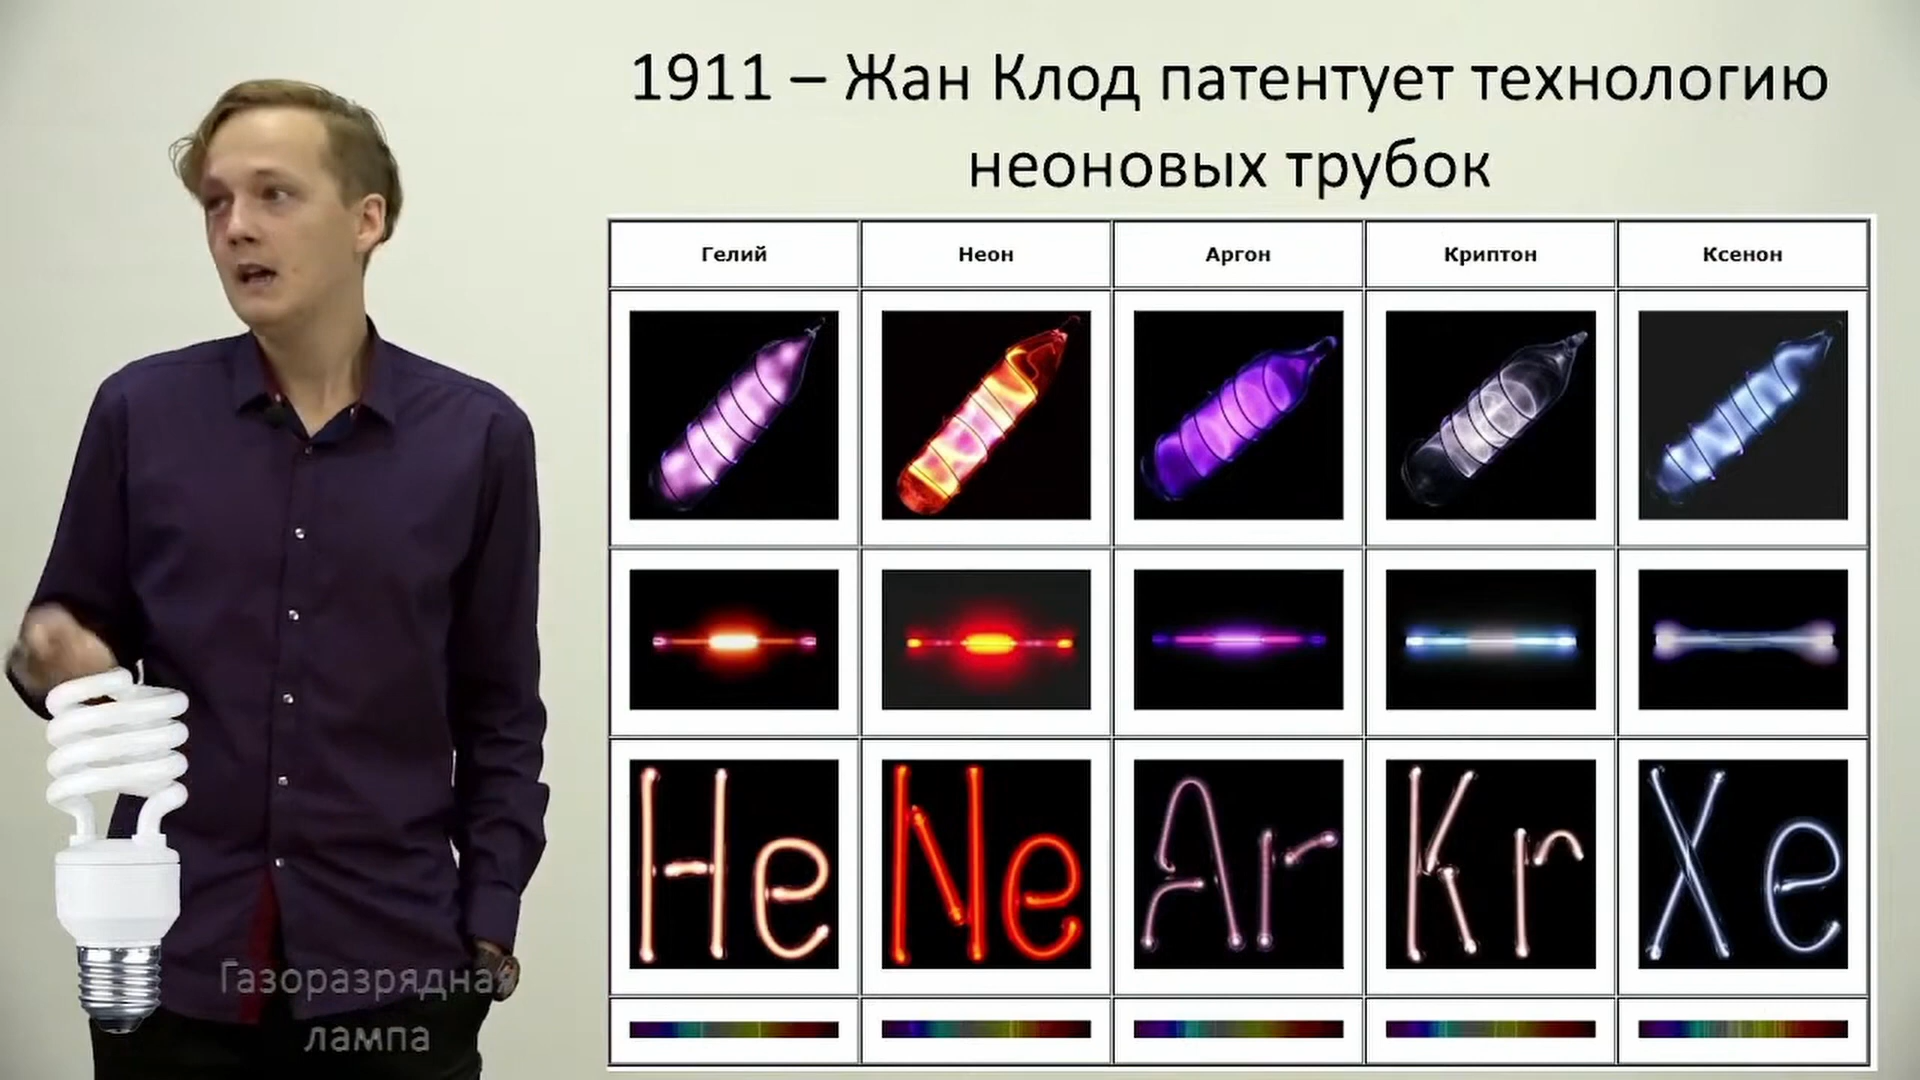 1911 – Жан Клод патентует технологию
неоновых трубок
Гелий Неон Аргон Криптон Ксенон
He Ne Ar Kr Xe
Газоразрядная
лампа